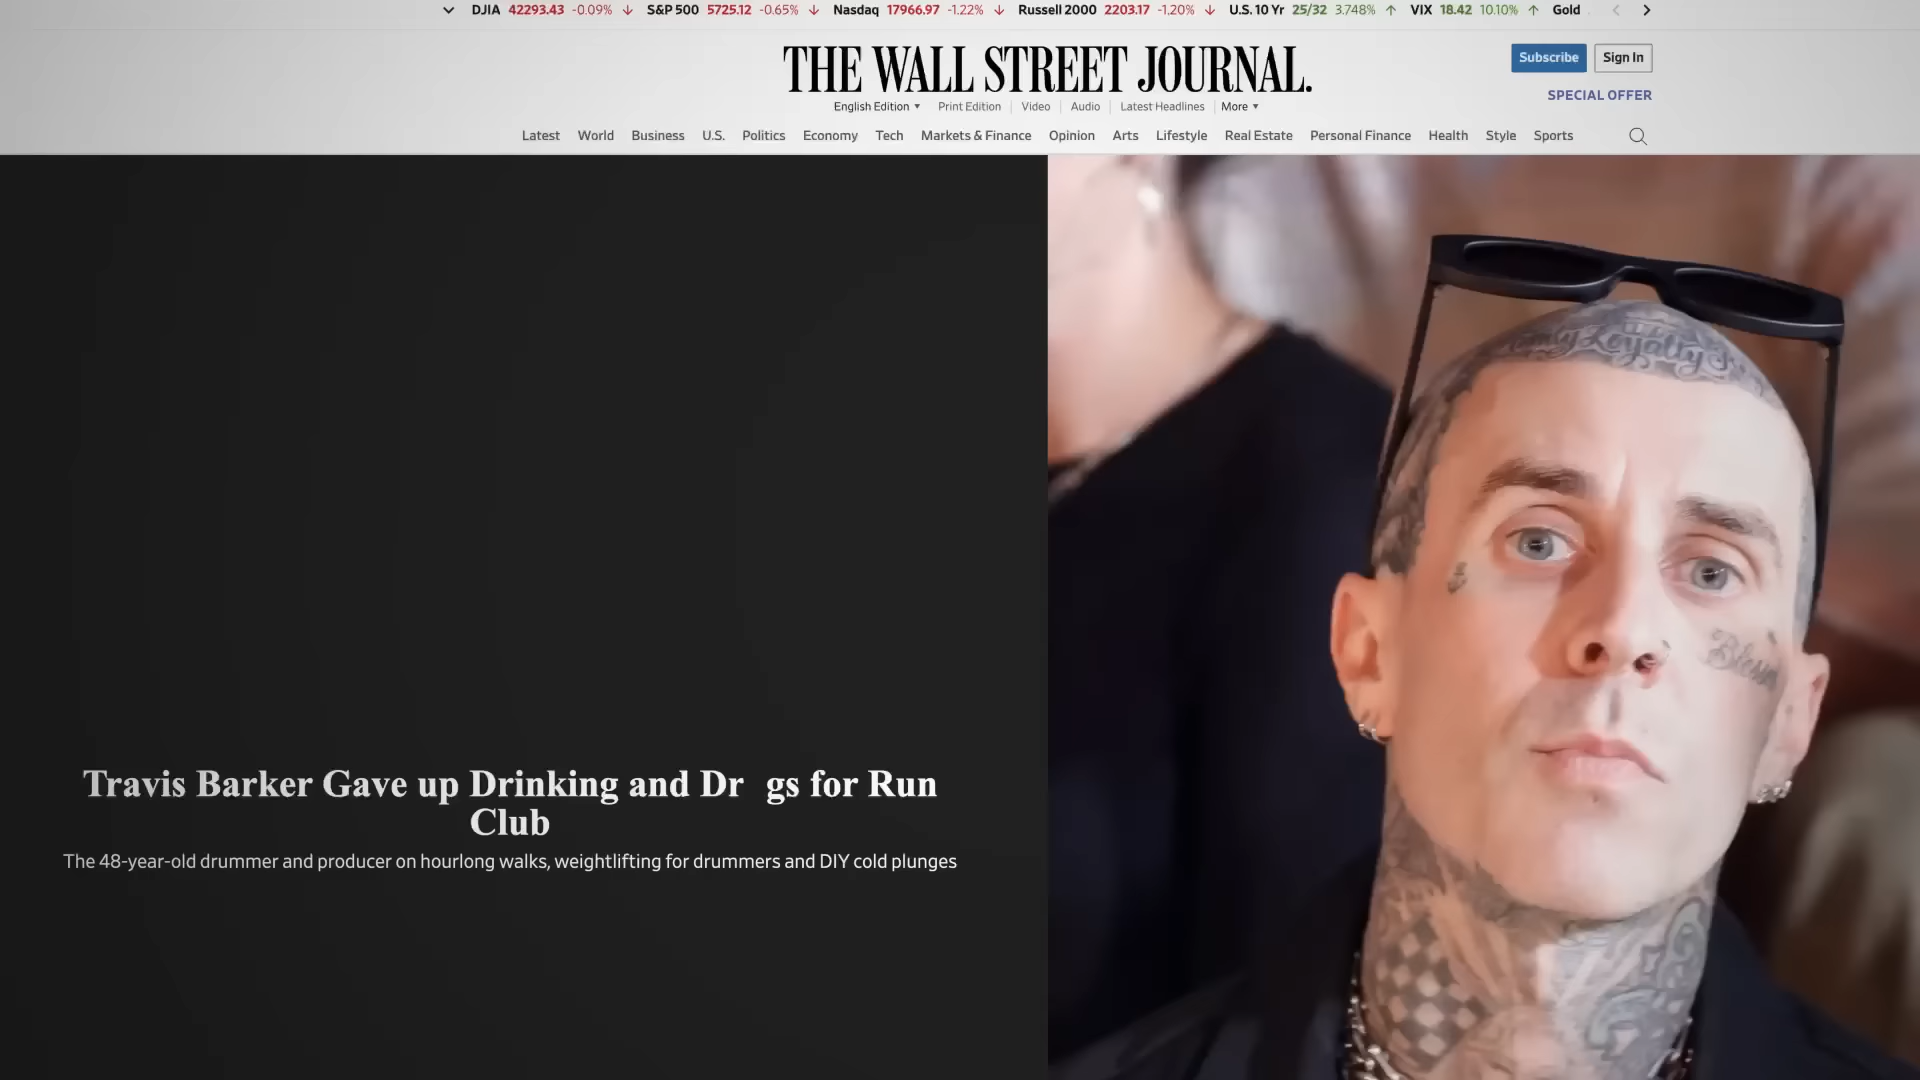 DJIA 42293.43 -0.09% S&P 500 5725.12 -0.65% Nasdaq 17966.97 -1.22% Russell 2000 2203.17 -1.20% U.S. 10 Yr 25/32 3.748% VIX 18.42 10.10% Gold
THE WALL STREET JOURNAL.
Subscribe Sign In
SPECIAL OFFER
English Edition Print Edition Video Audio Latest Headlines More
Latest World Business U.S. Politics Economy Tech Markets & Finance Opinion Arts Lifestyle Real Estate Personal Finance Health Style Sports
Loyalty
Travis Barker Gave up Drinking and Dr gs for Run
Club
The 48-year-old drummer and producer on hourlong walks, weightlifting for drummers and DIY cold plunges